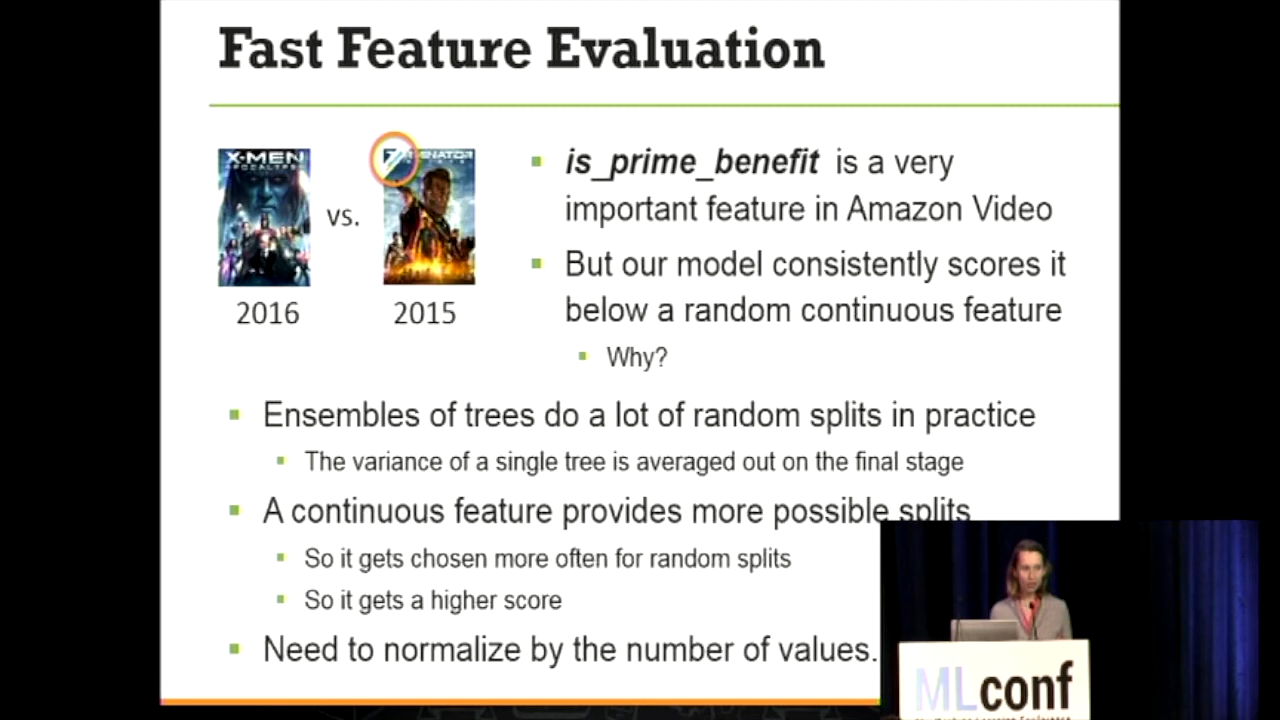 Fast Feature Evaluation
X-MEN
APOCALYPSE
vs.
2016
2015
is_prime_benefit is a very
important feature in Amazon Video
But our model consistently scores it
below a random continuous feature
Why?
Ensembles of trees do a lot of random splits in practice
The variance of a single tree is averaged out on the final stage
A continuous feature provides more possible splits
So it gets chosen more often for random splits
So it gets a higher score
Need to normalize by the number of values.
MLconf